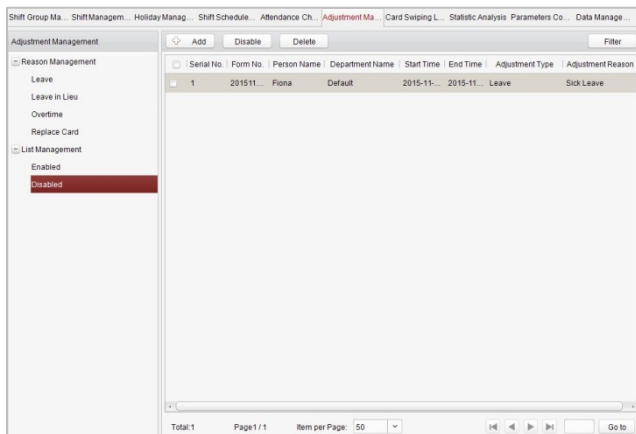 Shift Group Ma... Shift Managem... Holiday Manag... Shift Schedule... Attendance Ch... Adjustment Ma... Card Swiping L... Statistic Analysis Parameters Co... Data Manage...
Adjustment Management
Add Disable Delete Filter
Reason Management
Leave
Leave in Lieu
Overtime
Replace Card
List Management
Enabled
Disabled
Serial No. Form No. Person Name Department Name Start Time End Time Adjustment Type Adjustment Reason
1 201511... Fiona Default 2015-11-... 2015-11... Leave Sick Leave
Total:1 Page1/1 Item per Page: 50 Go to